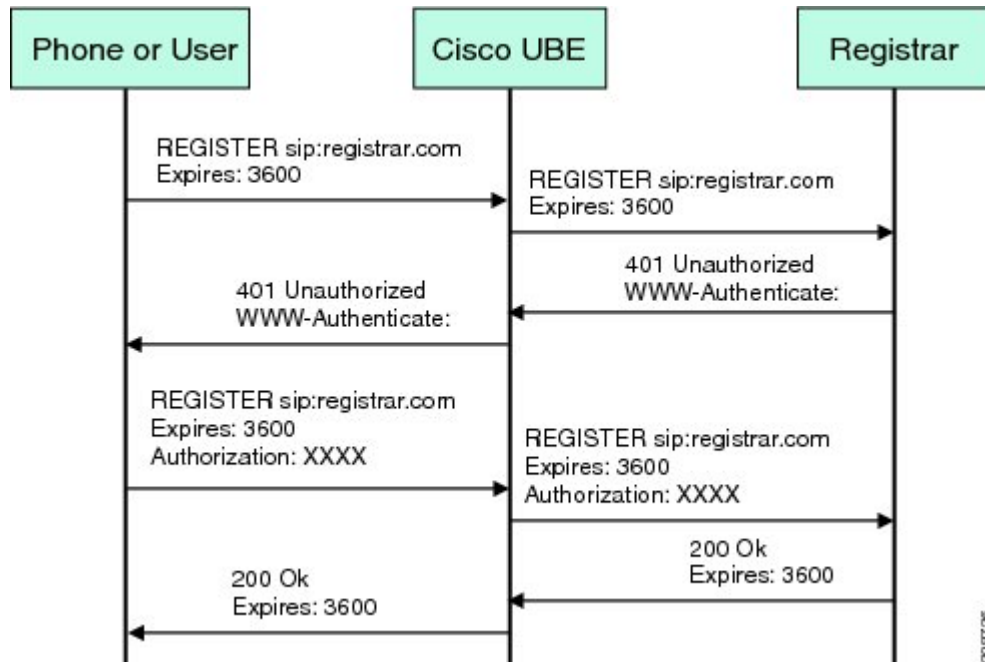 Phone or User
Cisco UBE
Registrar
REGISTER sip:registrar.com
Expires: 3600
REGISTER sip:registrar.com
Expires: 3600
401 Unauthorized
WWW-Authenticate:
401 Unauthorized
WWW-Authenticate:
REGISTER sip:registrar.com
Expires: 3600
Authorization: XXXX
REGISTER sip:registrar.com
Expires: 3600
Authorization: XXXX
200 Ok
Expires: 3600
200 Ok
Expires: 3600